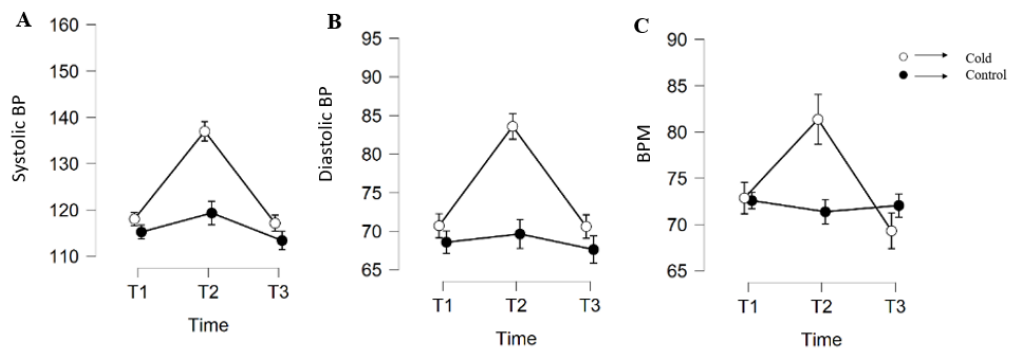 A
Systolic BP
160
150
140
130
120
110
T1 T2 T3
Time
B
Diastolic BP
95
90
85
80
75
70
65
T1 T2 T3
Time
C
BPM
90
85
80
75
70
65
T1 T2 T3
Time
Cold
Control